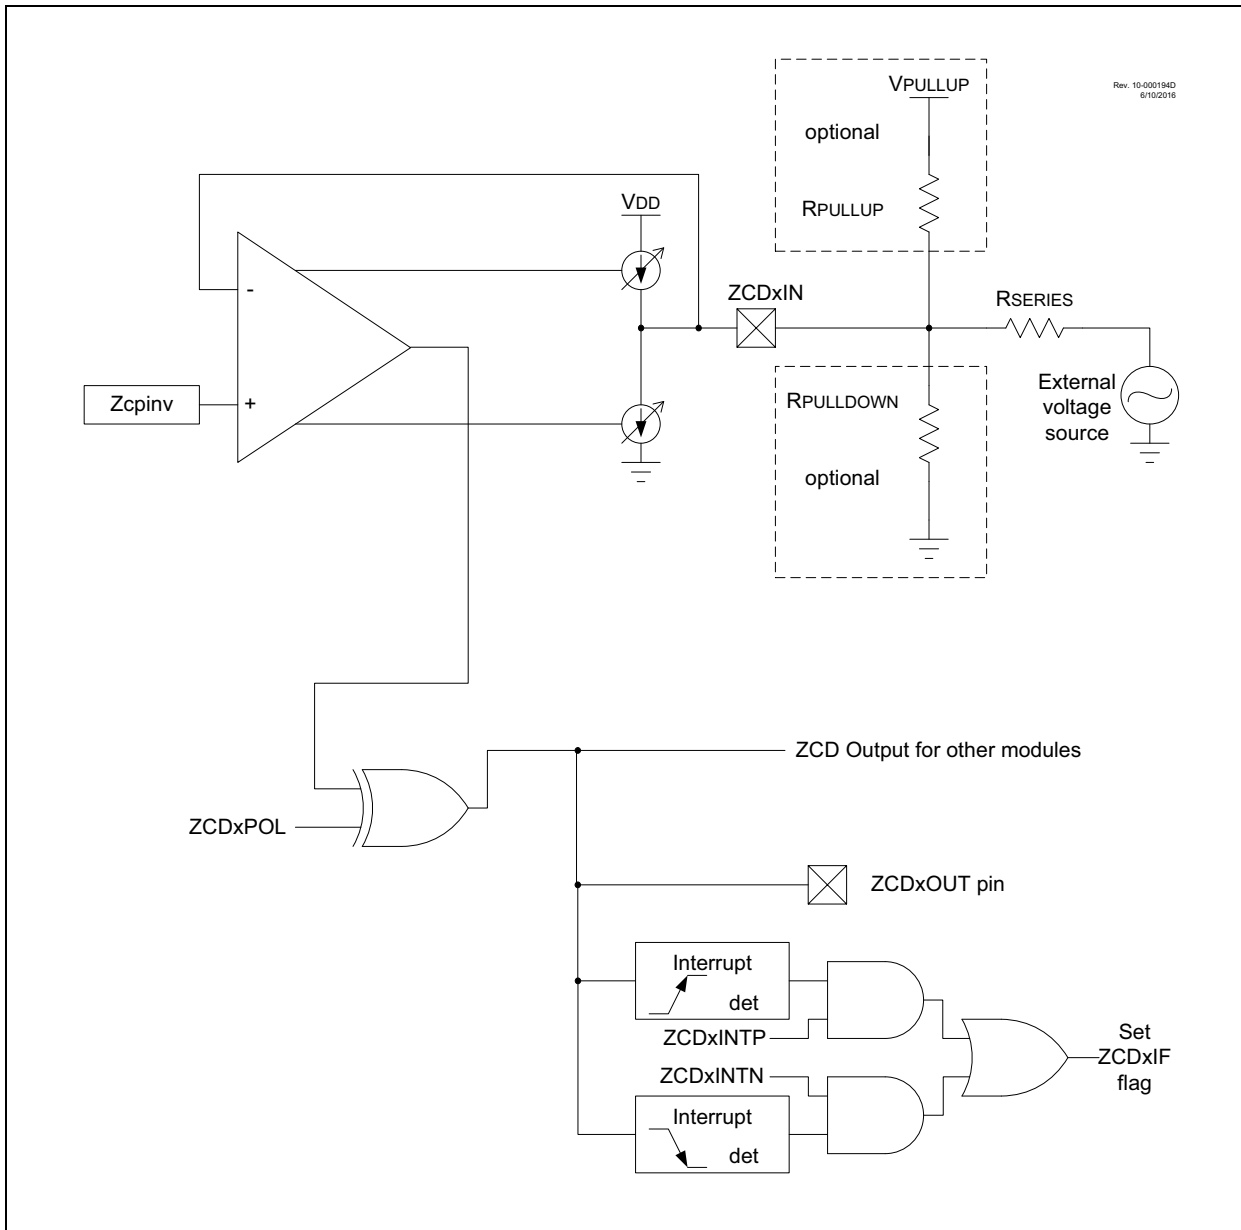 VPULLUP
Rev. 10-000194D
6/10/2016
optional
RPULLUP
VDD
-
ZCDxIN
RSERIES
Zcpinv
+
RPULLDOWN
External
voltage
source
optional
ZCD Output for other modules
ZCDxPOL
ZCDxOUT pin
Interrupt
det
ZCDxINTP
ZCDxINTN
Set
ZCDxIF
flag
Interrupt
det